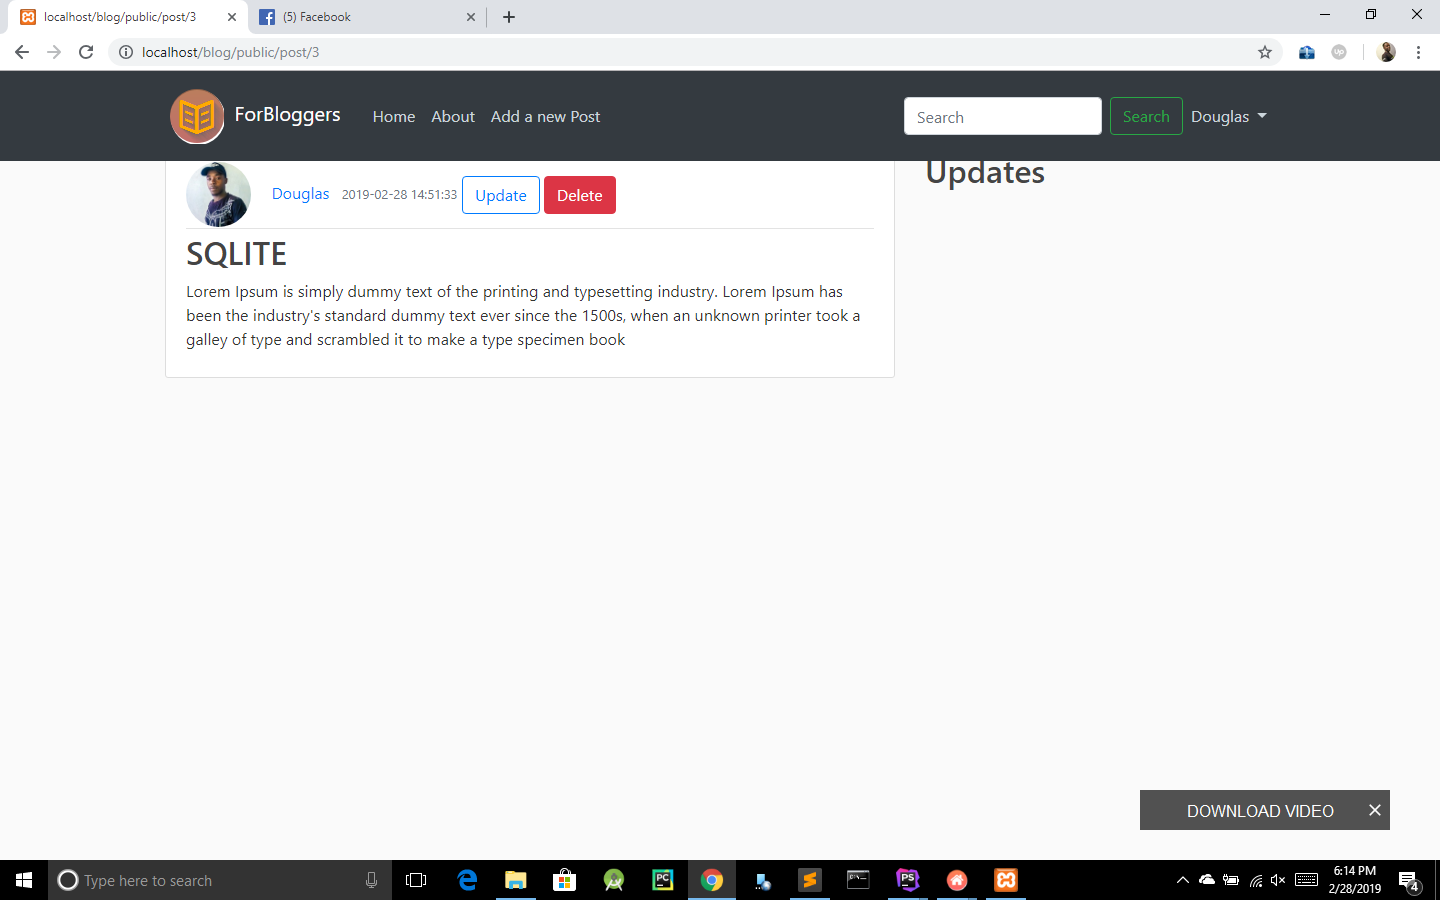 localhost/blog/public/post/3
(5) Facebook
localhost/blog/public/post/3
Up
ForBloggers
Home
About
Add a new Post
Search
Search
Douglas
Douglas
2019-02-28 14:51:33
Update
Delete
Updates
SQLITE
Lorem Ipsum is simply dummy text of the printing and typesetting industry. Lorem Ipsum has
been the industry's standard dummy text ever since the 1500s, when an unknown printer took a
galley of type and scrambled it to make a type specimen book
DOWNLOAD VIDEO
Type here to search
PC
PS
6:14 PM
2/28/2019
4